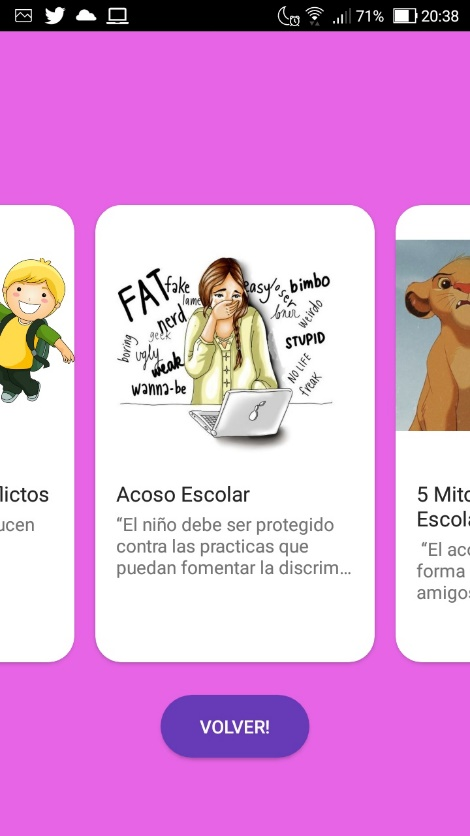 71% 20:38
FAT
fake
lame
nerd
geek
boring
ugly
weak
wanna-be
easy
loser
bimbo
loner
weirdo
STUPID
NO LIFE
freak
lictos
ucen
Acoso Escolar
“El niño debe ser protegido
contra las practicas que
puedan fomentar la discrim...
5 Mito
Escola
“El aco
forma
amigos
VOLVER!